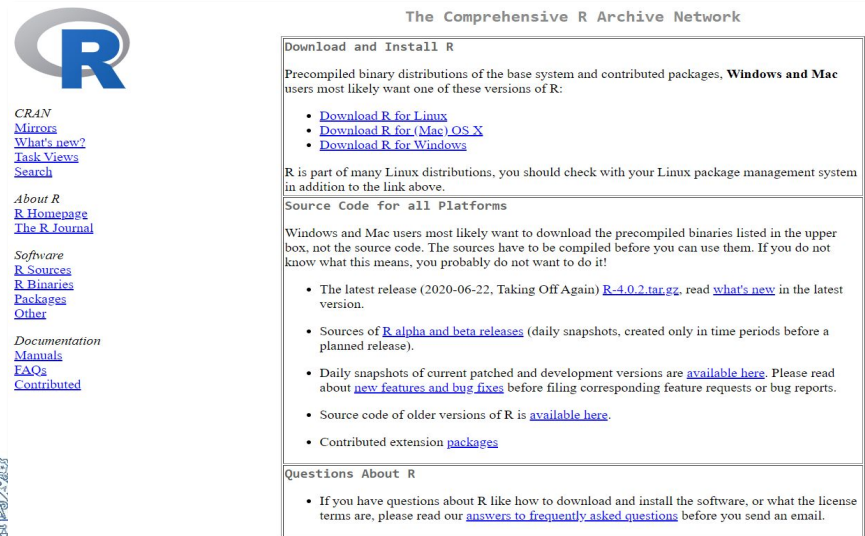 The Comprehensive R Archive Network
R
CRAN
Mirrors
What's new?
Task Views
Search
About R
R Homepage
The R Journal
Software
R Sources
R Binaries
Packages
Other
Documentation
Manuals
FAQs
Contributed
Download and Install R
Precompiled binary distributions of the base system and contributed packages, Windows and Mac
users most likely want one of these versions of R:
• Download R for Linux
• Download R for (Mac) OS X
• Download R for Windows
R is part of many Linux distributions, you should check with your Linux package management system
in addition to the link above.
Source Code for all Platforms
Windows and Mac users most likely want to download the precompiled binaries listed in the upper
box, not the source code. The sources have to be compiled before you can use them. If you do not
know what this means, you probably do not want to do it!
• The latest release (2020-06-22, Taking Off Again) R-4.0.2.tar.gz, read what's new in the latest
version.
• Sources of R alpha and beta releases (daily snapshots, created only in time periods before a
planned release).
• Daily snapshots of current patched and development versions are available here. Please read
about new features and bug fixes before filing corresponding feature requests or bug reports.
• Source code of older versions of R is available here.
• Contributed extension packages
Questions About R
• If you have questions about R like how to download and install the software, or what the license
terms are, please read our answers to frequently asked questions before you send an email.